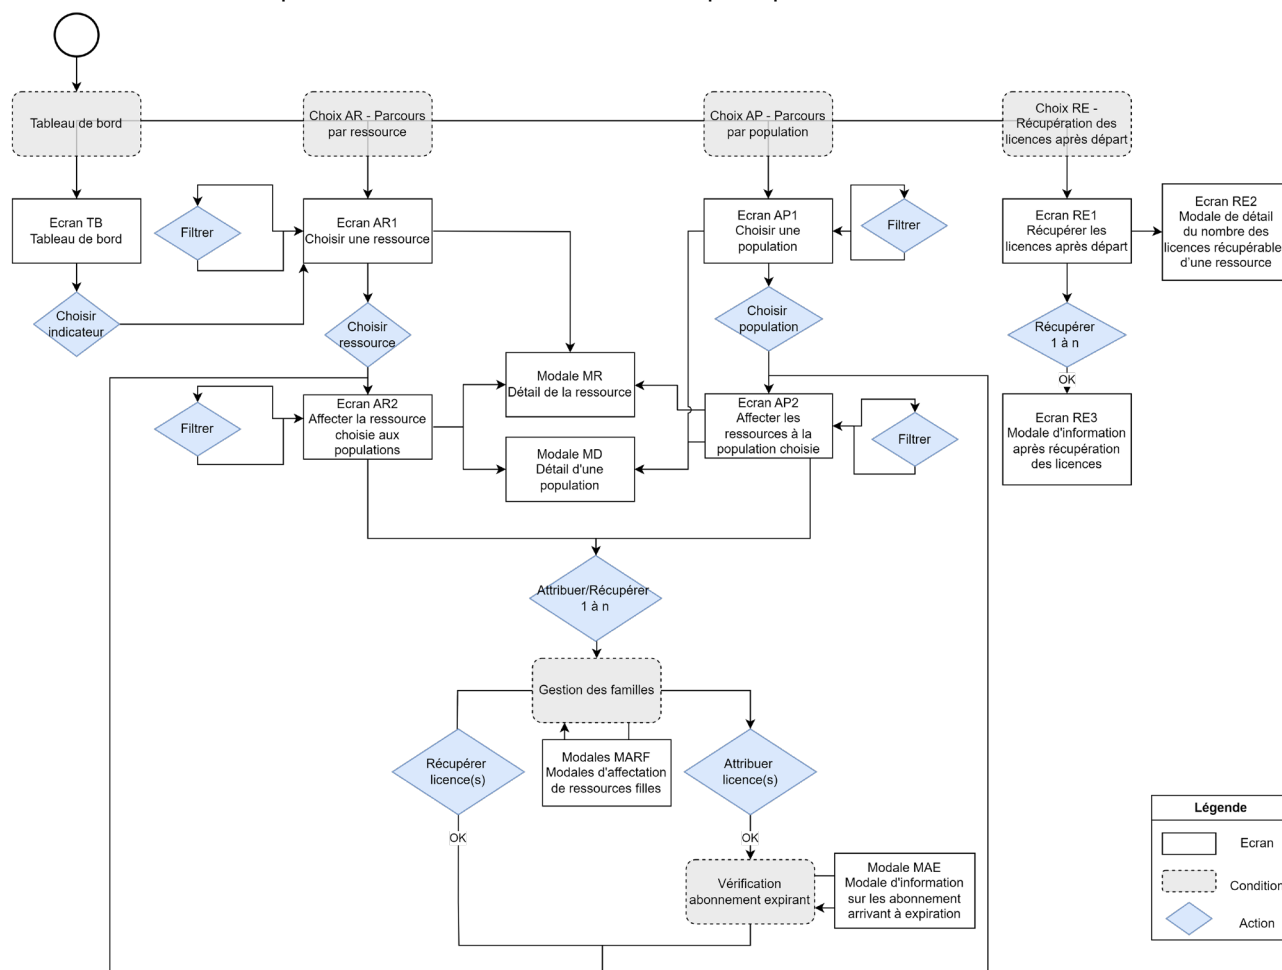 Tableau de bord
Choix AR - Parcours
par ressource
Choix AP - Parcours
par population
Choix RE -
Récupération des
licences après départ
Ecran TB
Tableau de bord
Filtrer
Ecran AR1
Choisir une ressource
Ecran AP1
Choisir une
population
Filtrer
Ecran RE1
Récupérer les
licences après départ
Ecran RE2
Modale de détail
du nombre des
licences récupérable
d'une ressource
Choisir
indicateur
Choisir
ressource
Choisir
population
Récupérer
1 à n
OK
Modale MR
Détail de la ressource
Filtrer
Ecran AR2
Affecter la ressource
choisie aux
populations
Modale MD
Détail d'une
population
Ecran AP2
Affecter les
ressources à la
population choisie
Filtrer
Ecran RE3
Modale d'information
après récupération
des licences
Attribuer/Récupérer
1 à n
Gestion des familles
Récupérer
licence(s)
Modales MARF
Modales d'affectation
de ressources filles
Attribuer
licence(s)
OK
OK
Vérification
abonnement expirant
Modale MAE
Modale d'information
sur les abonnement
arrivant à expiration
Légende
Ecran
Condition
Action